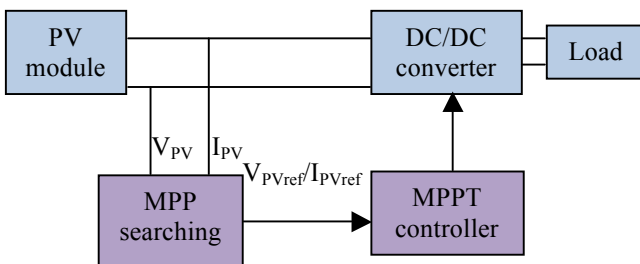 PV
module
DC/DC
converter
Load
V_PV
I_PV
V_PVref/I_PVref
MPP
searching
MPPT
controller